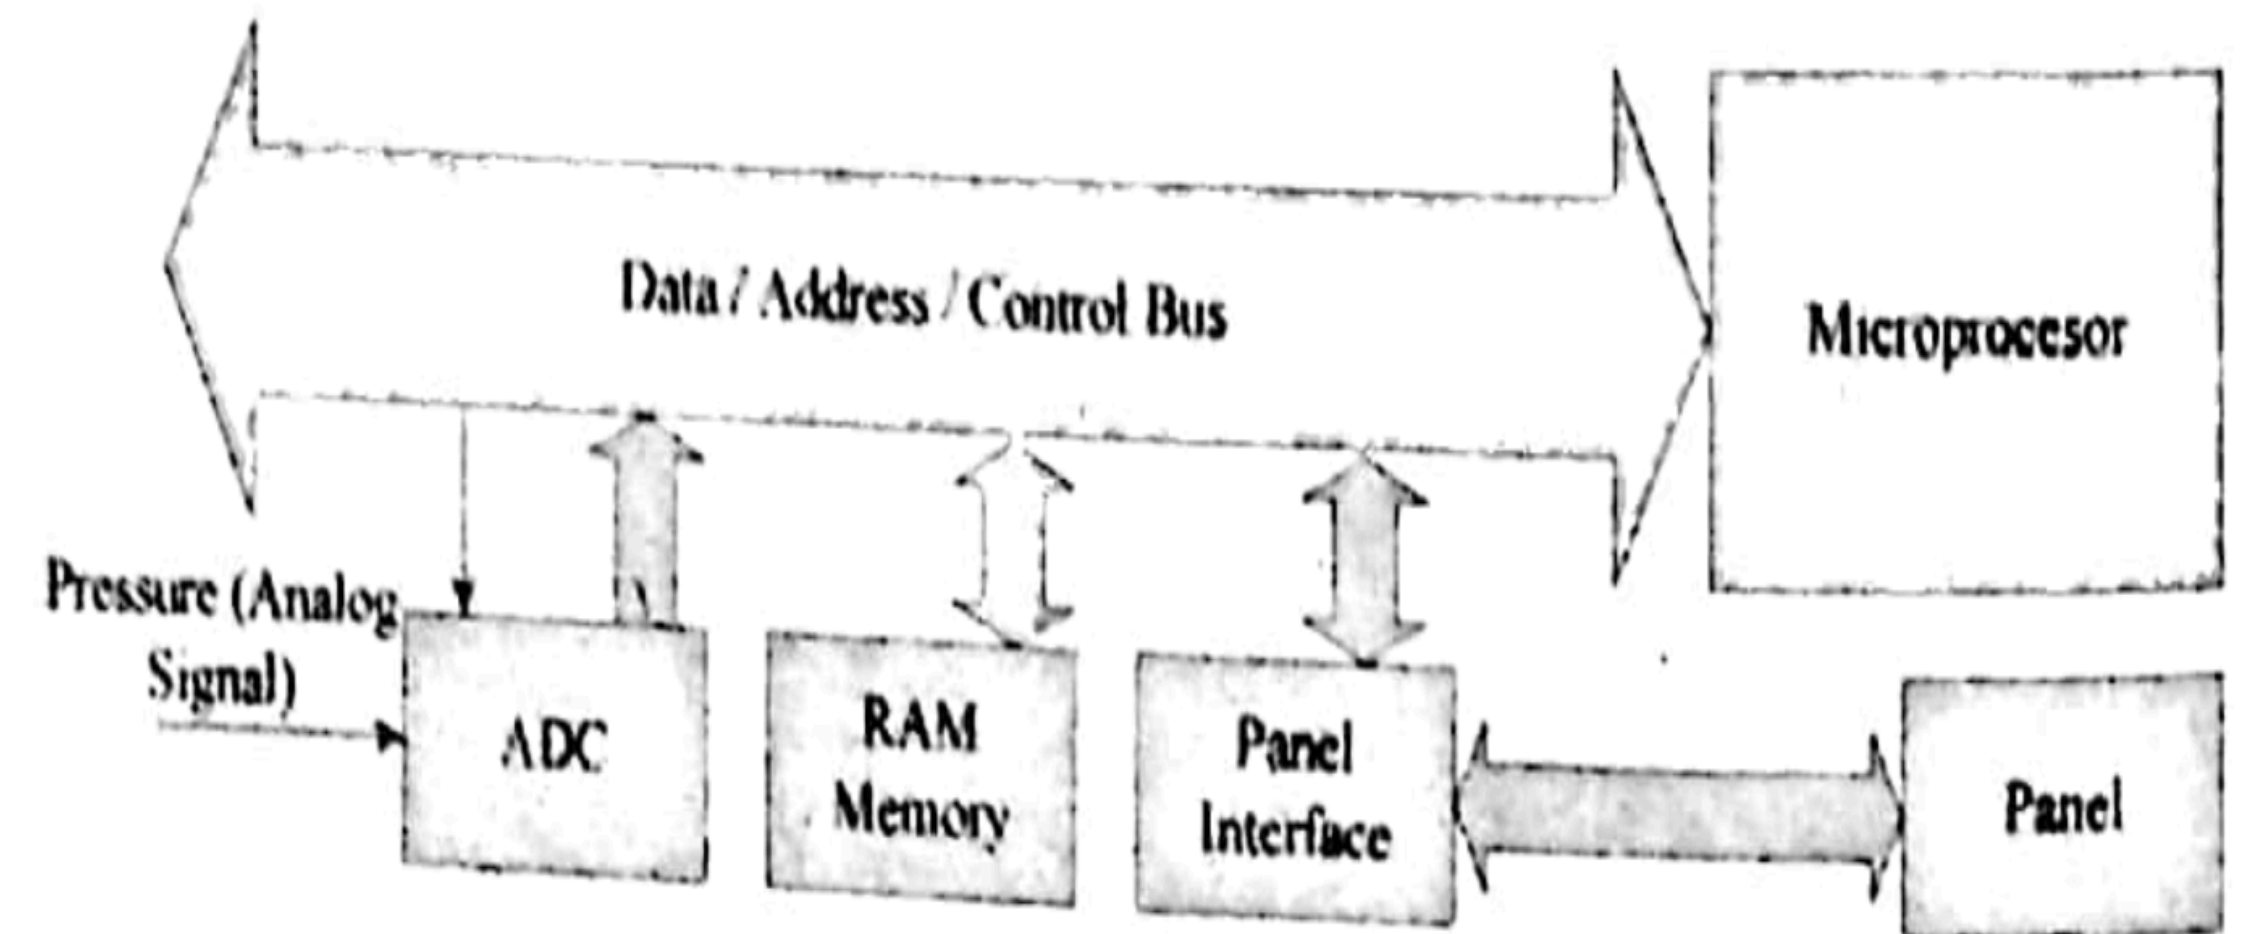 Data / Address / Control Bus
Microprocesor
Pressure (Analog
Signal)
ADC
RAM
Memory
Panel
Interface
Panel